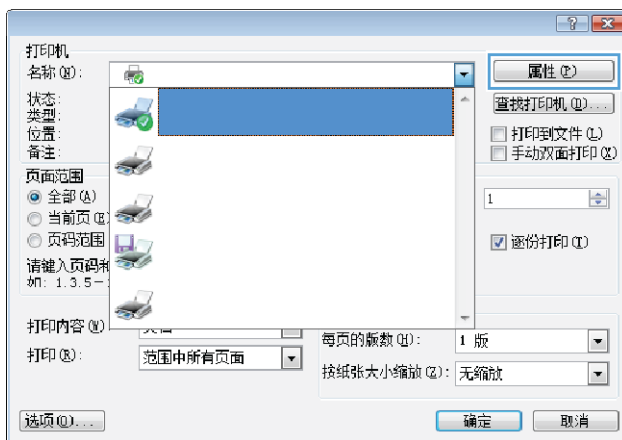 打印机
名称(N):
属性(P)
状态:
类型:
查找打印机(D)...
位置:
打印到文件(L)
备注:
手动双面打印(X)
页面范围
全部(A)
1
当前页(E)
页码范围
逐份打印(T)
请键入页码和
如: 1.3.5-
打印内容(W)
每页的版数(H):
1 版
打印(R):
范围中所有页面
按纸张大小缩放(Z):
无缩放
选项(O)...
确定
取消